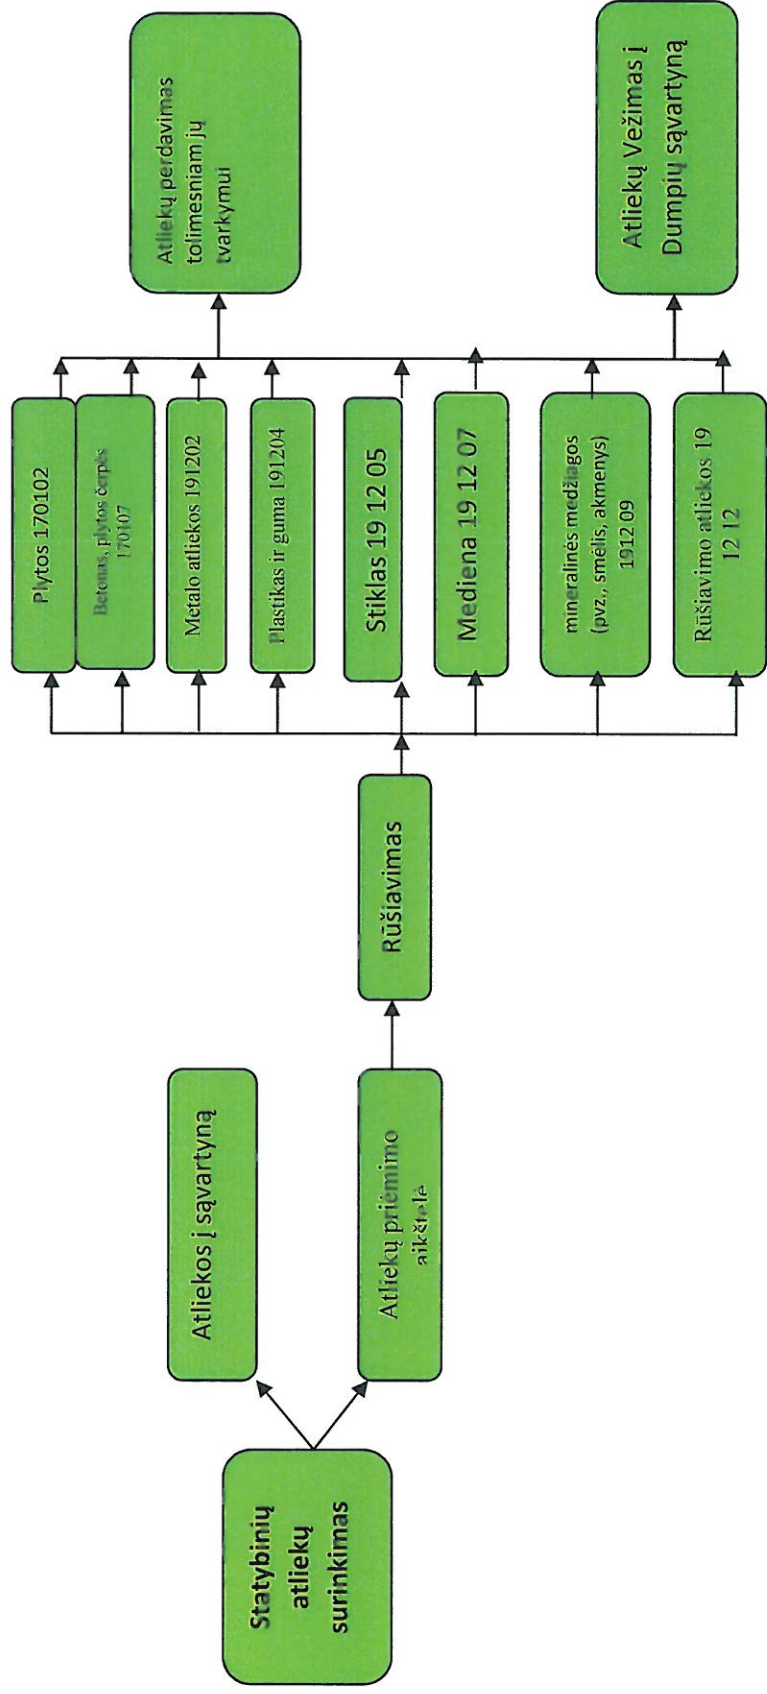 Statybinių
atliekų
surinkimas
Atliekos į sąvartyną
Atliekų priėmimo
aikštelė
Rūšiavimas
Plytos 170102
Betonas, plytos čerpės
170107
Metalo atliekos 191202
Plastikas ir guma 191204
Stiklas 19 12 05
Mediena 19 12 07
mineralinės medžiagos
(pvz., smėlis, akmenys)
1912 09
Rūšiavimo atliekos 19
12 12
Atliekų perdavimas
tolimesniam jų
tvarkymui
Atliekų Vežimas į
Dumpių sąvartyną